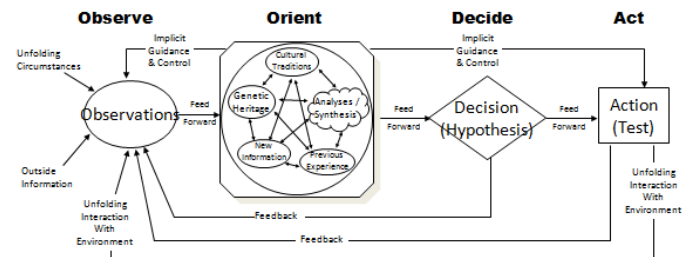 Observe
Orient
Decide
Act
Implicit
Guidance
& Control
Implicit
Guidance
& Control
Unfolding
Circumstances
Cultural
Traditions
Genetic
Heritage
Analyses /
Synthesis
New
Information
Previous
Experience
Observations
Feed
Forward
Feed
Forward
Decision
(Hypothesis)
Feed
Forward
Action
(Test)
Outside
Information
Unfolding
Interaction
With
Environment
Unfolding
Interaction
With
Environment
Feedback
Feedback